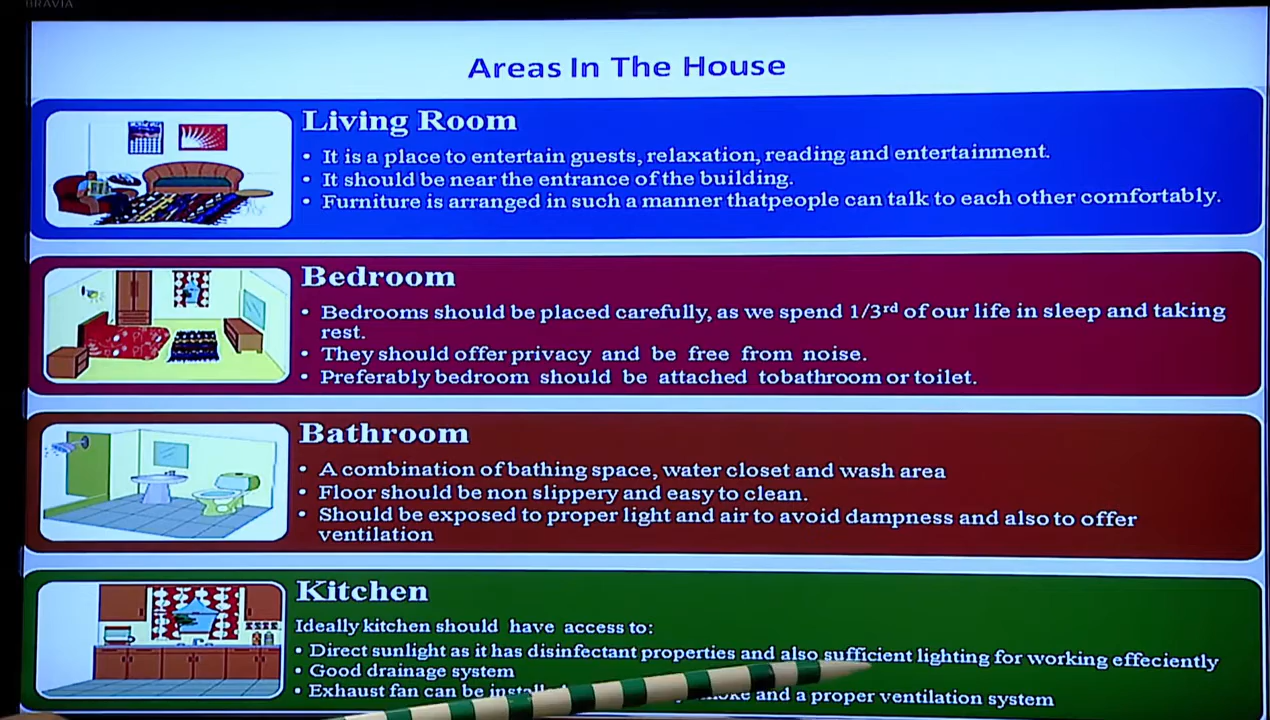 BRAVIA
Areas In The House
Living Room
• It is a place to entertain guests, relaxation, reading and entertainment.
• It should be near the entrance of the building.
• Furniture is arranged in such a manner thatpeople can talk to each other comfortably.
Bedroom
• Bedrooms should be placed carefully, as we spend 1/3rd of our life in sleep and taking
rest.
• They should offer privacy and be free from noise.
• Preferably bedroom should be attached tobathroom or toilet.
Bathroom
• A combination of bathing space, water closet and wash area
• Floor should be non slippery and easy to clean.
• Should be exposed to proper light and air to avoid dampness and also to offer
ventilation
Kitchen
Ideally kitchen should have access to:
• Direct sunlight as it has disinfectant properties and also sufficient lighting for working effeciently
• Good drainage system
• Exhaust fan can be and a proper ventilation system